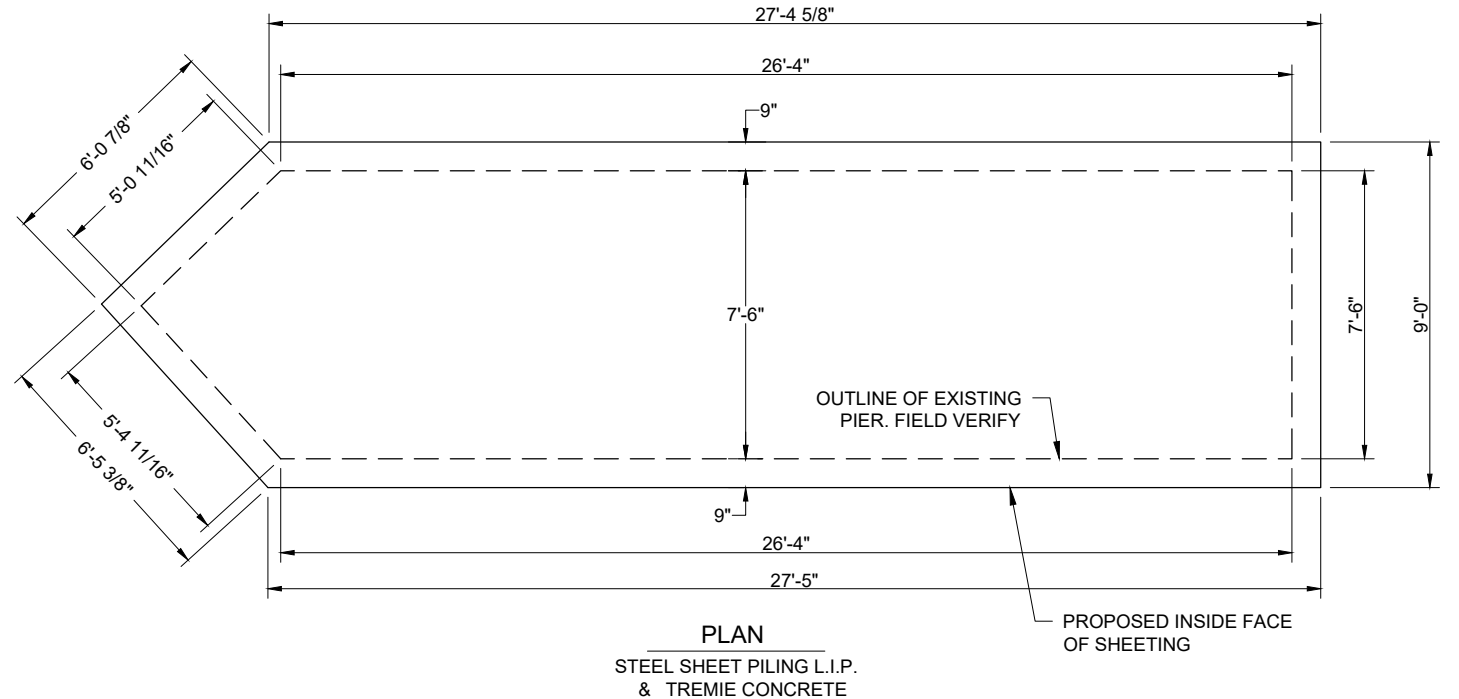 27'-4 5/8"
26'-4"
9"
6'-0 7/8"
5'-0 11/16"
7'-6"
7'-6"
9'-0"
OUTLINE OF EXISTING
PIER. FIELD VERIFY
5'-4 11/16"
6'-5 3/8"
9"
26'-4"
27'-5"
PROPOSED INSIDE FACE
OF SHEETING
PLAN
STEEL SHEET PILING L.I.P.
& TREMIE CONCRETE